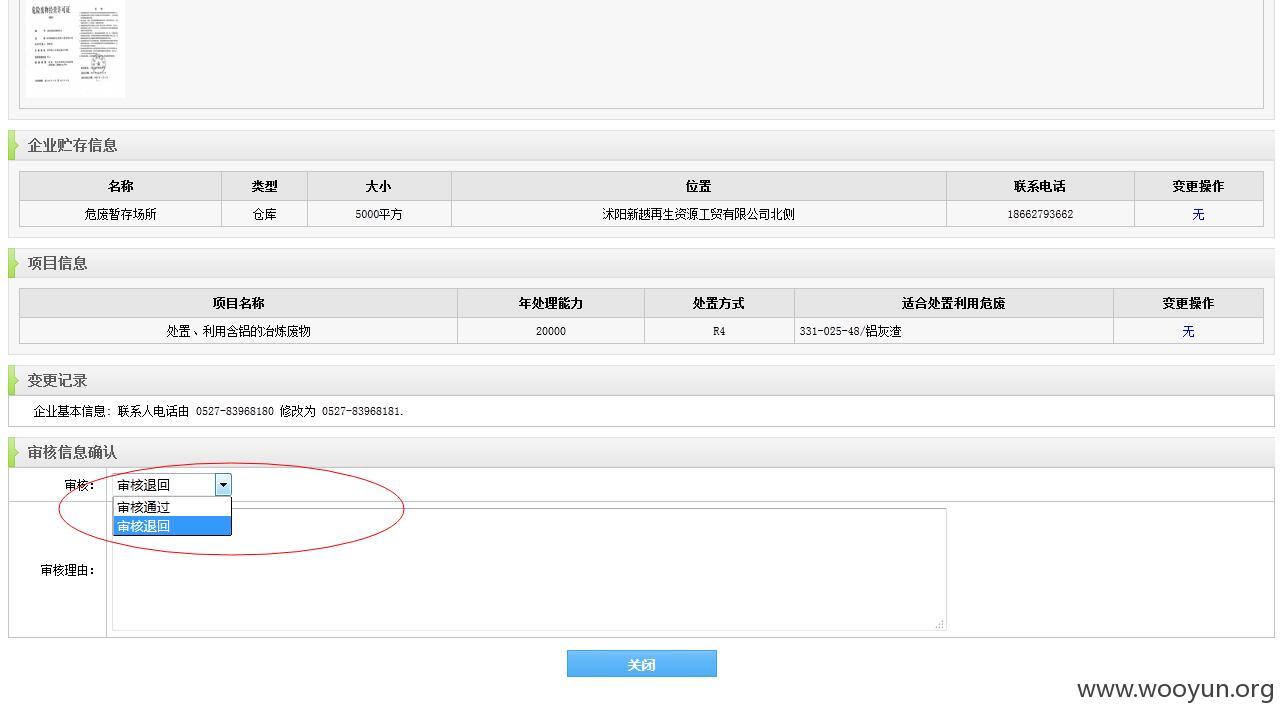 危险废物经营许可证
企业贮存信息
名称 类型 大小 位置 联系电话 变更操作
危废暂存场所 仓库 5000平方 沭阳新越再生资源工贸有限公司北侧 18662793662 无
项目信息
项目名称 年处理能力 处置方式 适合处置利用危废 变更操作
处置、利用含铝的冶炼废物 20000 R4 331-025-48/铝灰渣 无
变更记录
企业基本信息: 联系人电话由 0527-83968180 修改为 0527-83968181.
审核信息确认
审核: 审核退回
审核通过
审核退回
审核理由:
关闭
www.wooyun.org